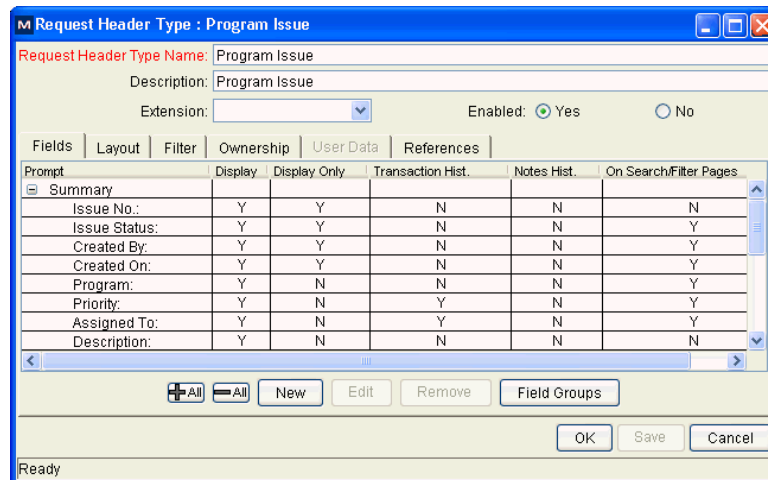 M Request Header Type : Program Issue
Request Header Type Name: Program Issue
Description: Program Issue
Extension: Enabled: Yes No
Fields Layout Filter Ownership User Data References
Prompt Display Display Only Transaction Hist. Notes Hist. On Search/Filter Pages
Summary
Issue No.: Y Y N N N
Issue Status: Y Y N N Y
Created By: Y Y N N Y
Created On: Y Y N N Y
Program: Y N N N Y
Priority: Y N Y N Y
Assigned To: Y N Y N Y
Description: Y N N N N
All All New Edit Remove Field Groups
OK Save Cancel
Ready